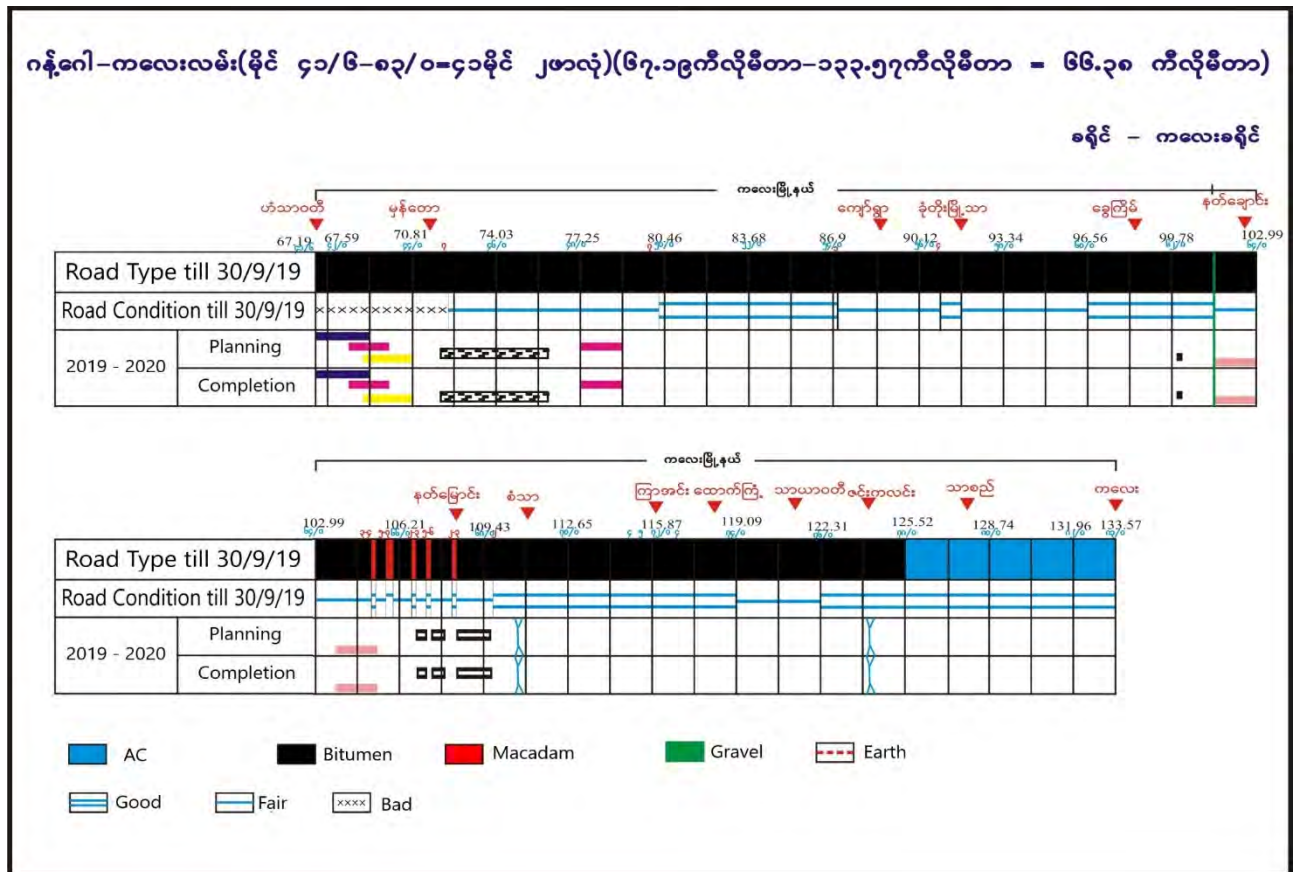 ဂန့်ဂေါ-ကလေးလမ်း(မိုင် ၄၁/၆-၈၃/၀=၄၁မိုင် ၂ဖာလုံ)(၆၇.၁၉ကီလိုမီတာ-၁၃၃.၅၇ကီလိုမီတာ = ၆၆.၃၈ ကီလိုမီတာ)
ခရိုင် - ကလေးခရိုင်
ကလေးမြို့နယ်
ဟံသာဝတီ မှန်တော ကျော်ရွာ ခုံတိုးမြို့သာ ခွေကြိမ် နတ်ချောင်း
67.19 67.59 70.81 74.03 77.25 80.46 83.68 86.9 90.12 93.34 96.56 99.78 102.99
Road Type till 30/9/19
Road Condition till 30/9/19
2019 - 2020
Planning
Completion
ကလေးမြို့နယ်
နတ်မြောင်း စံသာ ကြာအင်း ထောက်ကြံ့ သာယာဝတီ ဇင်းကလင်း သာစည် ကလေး
102.99 106.21 109.43 112.65 115.87 119.09 122.31 125.52 128.74 131.96 133.57
Road Type till 30/9/19
Road Condition till 30/9/19
2019 - 2020
Planning
Completion
AC Bitumen Macadam Gravel Earth
Good Fair Bad